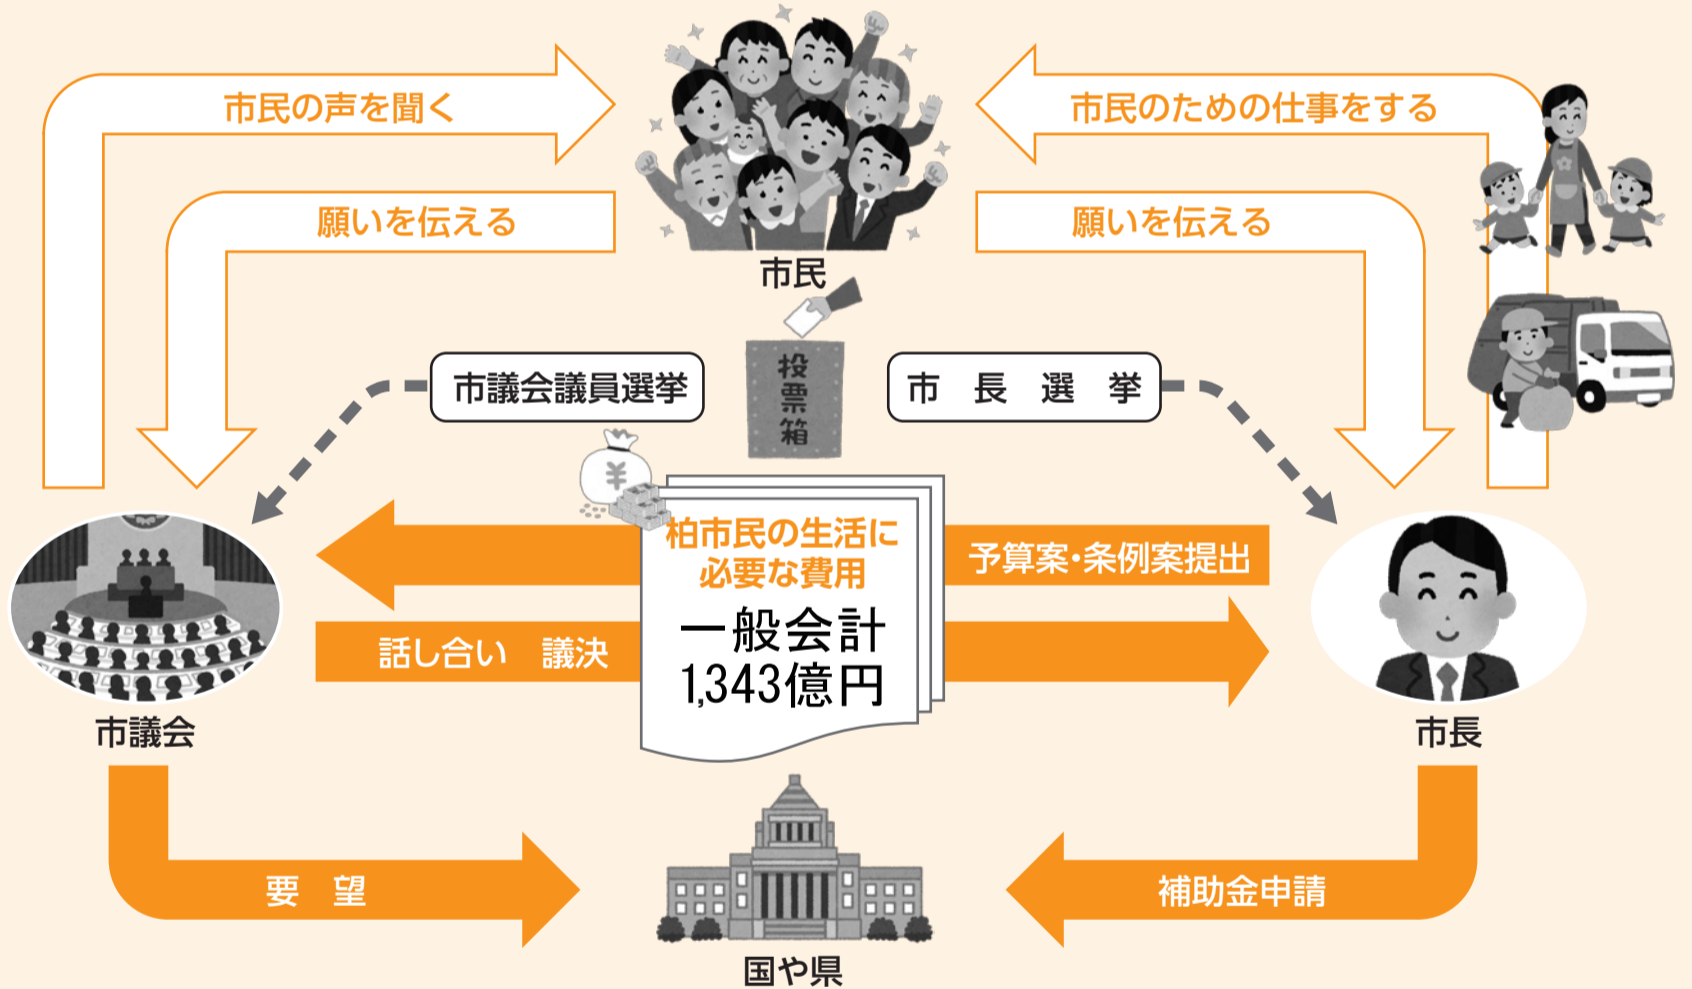 市民の声を聞く
市民のための仕事をする
願いを伝える
願いを伝える
市民
投票箱
市議会議員選挙
市　長　選　挙
¥
柏市民の生活に
必要な費用
一般会計
1,343億円
予算案・条例案提出
話し合い　議決
市議会
市長
要　望
補助金申請
国や県